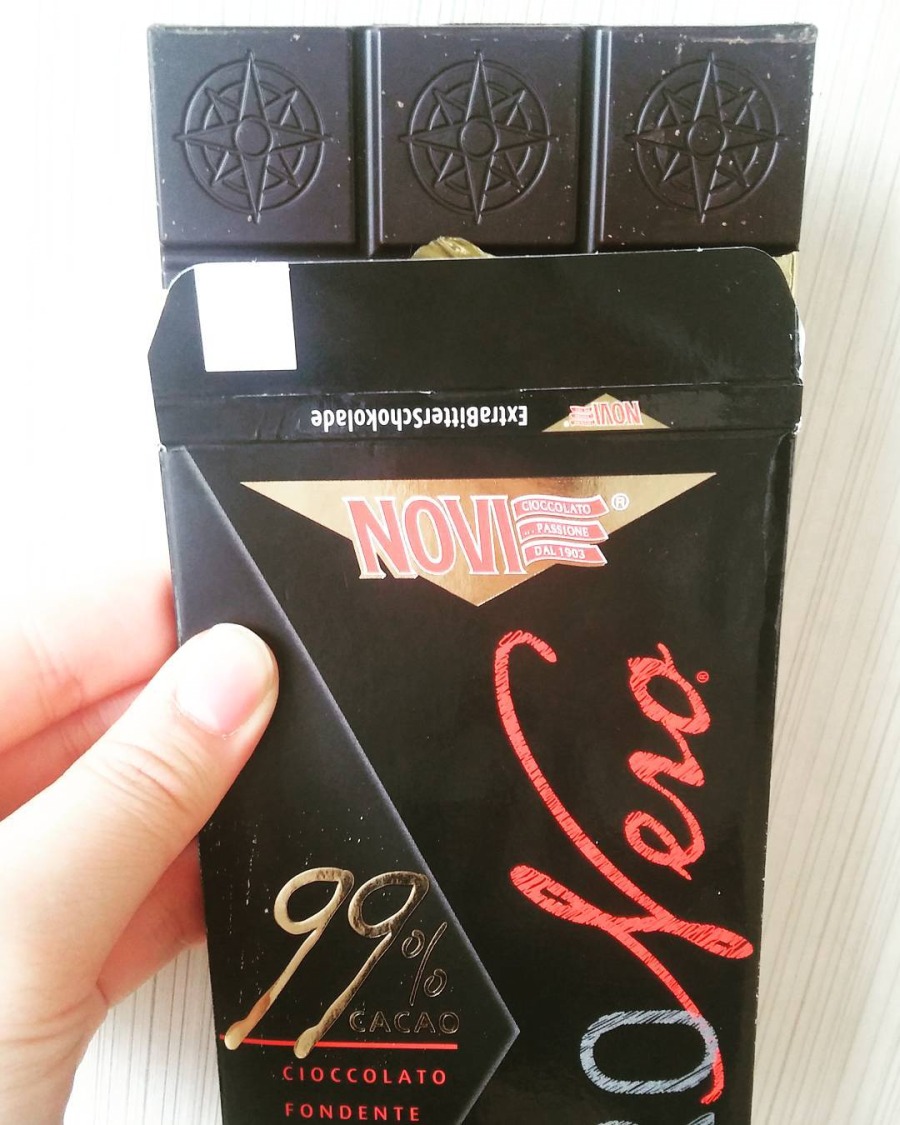 ExtraBitterSchokolade
NOVI
NOVI
CIOCCOLATO
PASSIONE
DAL 1903
®
Nero®
99%
CACAO
CIOCCOLATO
FONDENTE